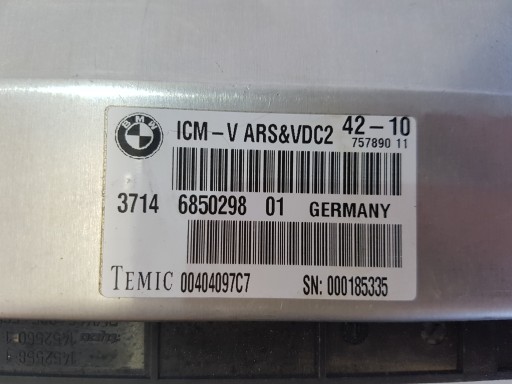 BMW
ICM-V ARS&VDC2 42-10
757890 11
3714 6850298 01 GERMANY
TEMIC 00404097C7 SN: 000185335